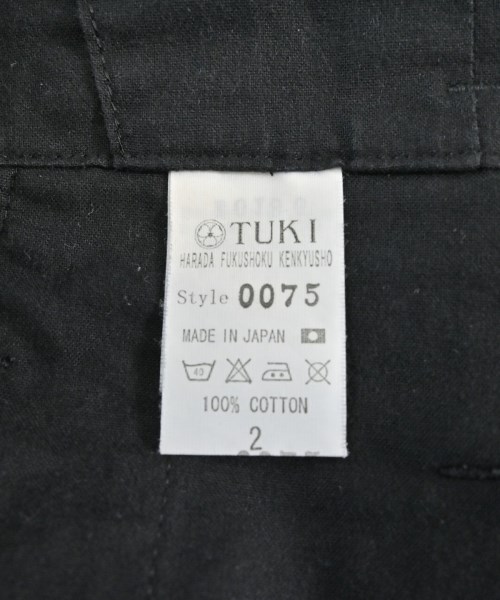 TUKI
HARADA FUKUSHOKU KENKYUSHO
Style 0075
MADE IN JAPAN
40
100% COTTON
2